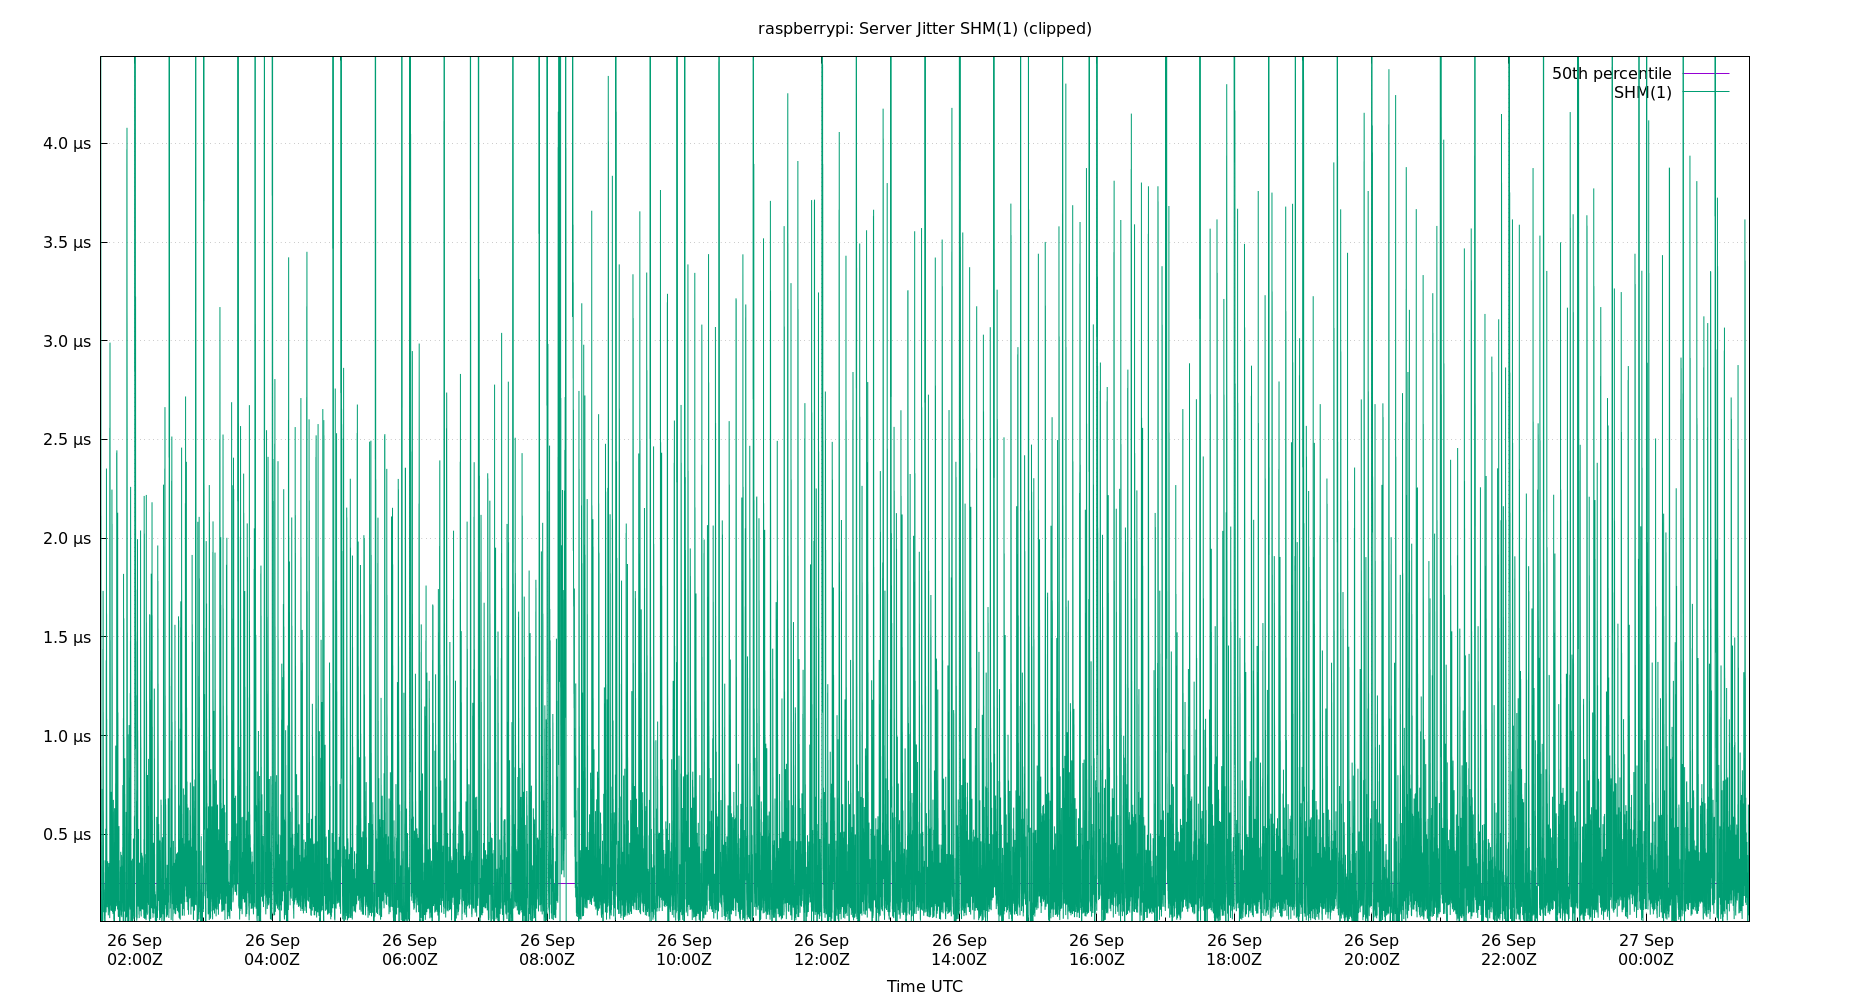 raspberrypi: Server Jitter SHM(1) (clipped)
50th percentile
SHM(1)
4.0 μs
3.5 μs
3.0 μs
2.5 μs
2.0 μs
1.5 μs
1.0 μs
0.5 μs
26 Sep 26 Sep 26 Sep 26 Sep 26 Sep 26 Sep 26 Sep 26 Sep 26 Sep 26 Sep 26 Sep 27 Sep
02:00Z 04:00Z 06:00Z 08:00Z 10:00Z 12:00Z 14:00Z 16:00Z 18:00Z 20:00Z 22:00Z 00:00Z
Time UTC